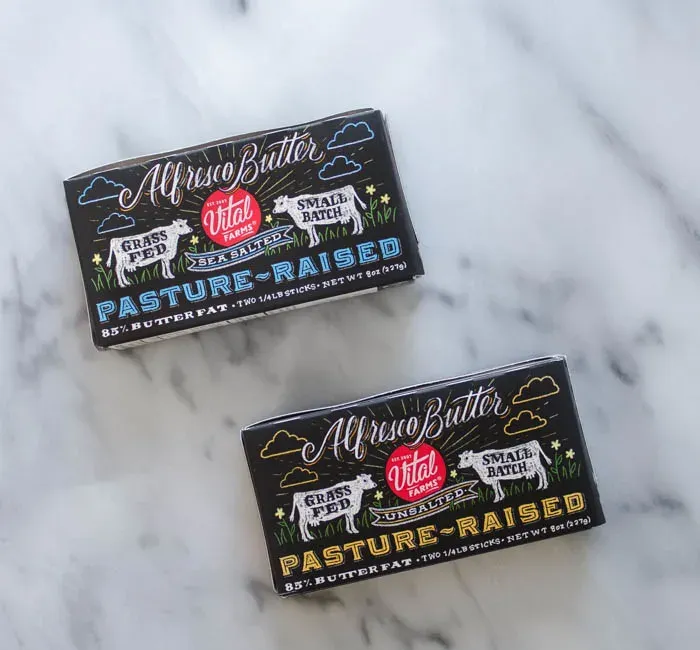 Alfresco Butter
EST. 2007
Vital
FARMS®
GRASS
FED
SMALL
BATCH
SEA SALTED
PASTURE~RAISED
85% BUTTERFAT • TWO 1/4LB STICKS • NET WT 8oz (227g)
Alfresco Butter
EST. 2007
Vital
FARMS®
GRASS
FED
SMALL
BATCH
UNSALTED
PASTURE~RAISED
85% BUTTERFAT • TWO 1/4LB STICKS • NET WT 8oz (227g)